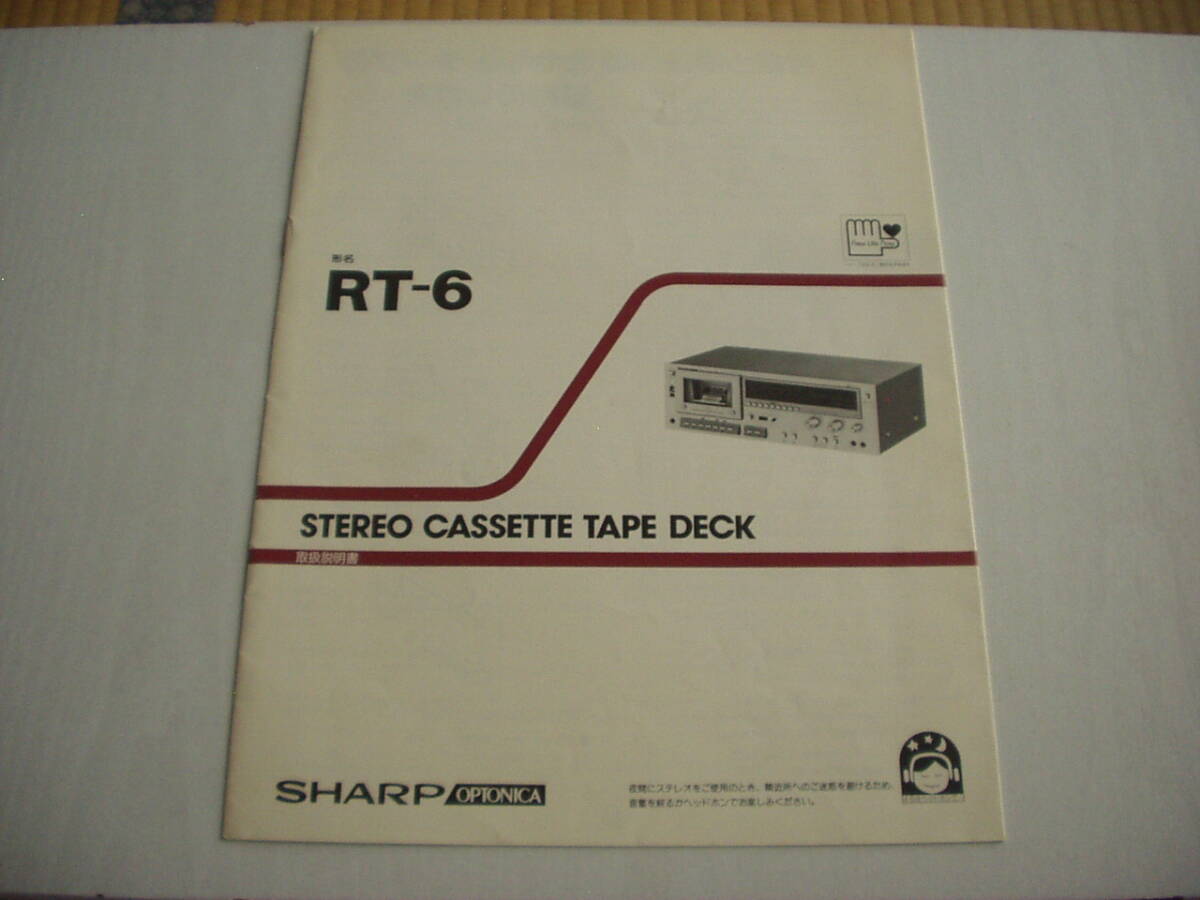 形名
RT-6
STEREO CASSETTE TAPE DECK
取扱説明書
SHARP OPTONICA
夜間にステレオをご使用のとき、隣近所へのご迷惑を避けるため、
音量を絞るかヘッドホンでお楽しみください。